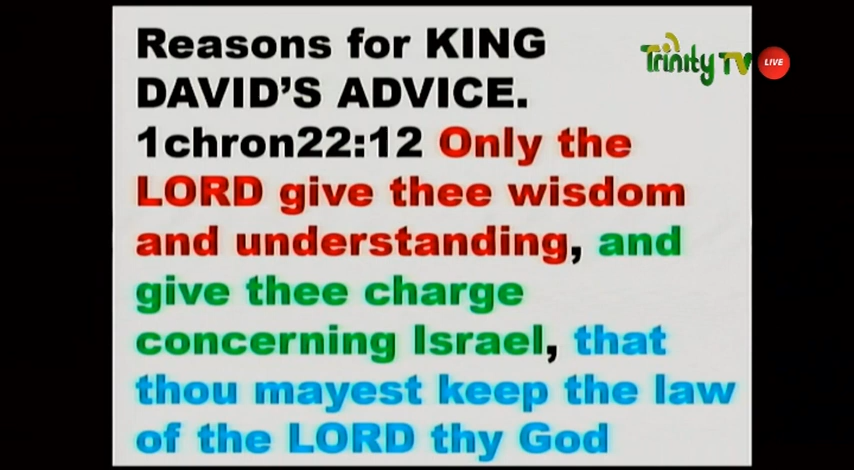 Reasons for KING
DAVID'S ADVICE.
1chron22:12 Only the
LORD give thee wisdom
and understanding, and
give thee charge
concerning Israel, that
thou mayest keep the law
of the LORD thy God
Trinity TV
LIVE